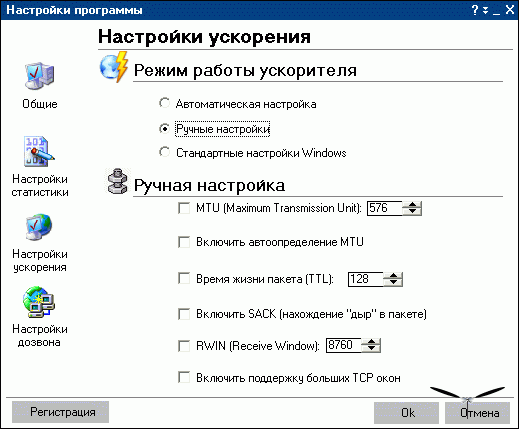 Настройки программы
Настройки ускорения
Режим работы ускорителя
Автоматическая настройка
Ручные настройки
Стандартные настройки Windows
Ручная настройка
MTU (Maximum Transmission Unit): 576
Включить автоопределение MTU
Время жизни пакета (TTL): 128
Включить SACK (нахождение "дыр" в пакете)
RWIN (Receive Window): 8760
Включить поддержку больших TCP окон
Общие
Настройки
статистики
Настройки
ускорения
Настройки
дозвона
Регистрация
Ok
Отмена